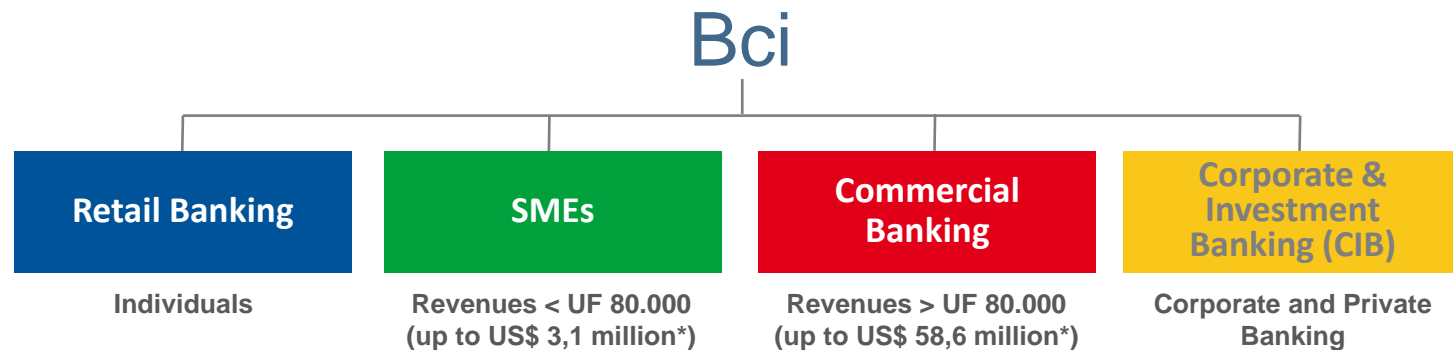 Bci
Retail Banking
SMEs
Commercial
Banking
Corporate &
Investment
Banking (CIB)
Individuals
Revenues < UF 80.000
(up to US$ 3,1 million*)
Revenues > UF 80.000
(up to US$ 58,6 million*)
Corporate and Private
Banking